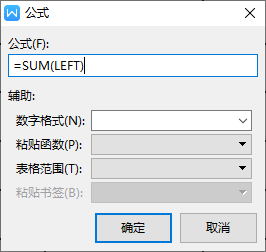 公式
公式(F):
=SUM(LEFT)
辅助:
数字格式(N):
粘贴函数(P):
表格范围(T):
粘贴书签(B):
确定 取消